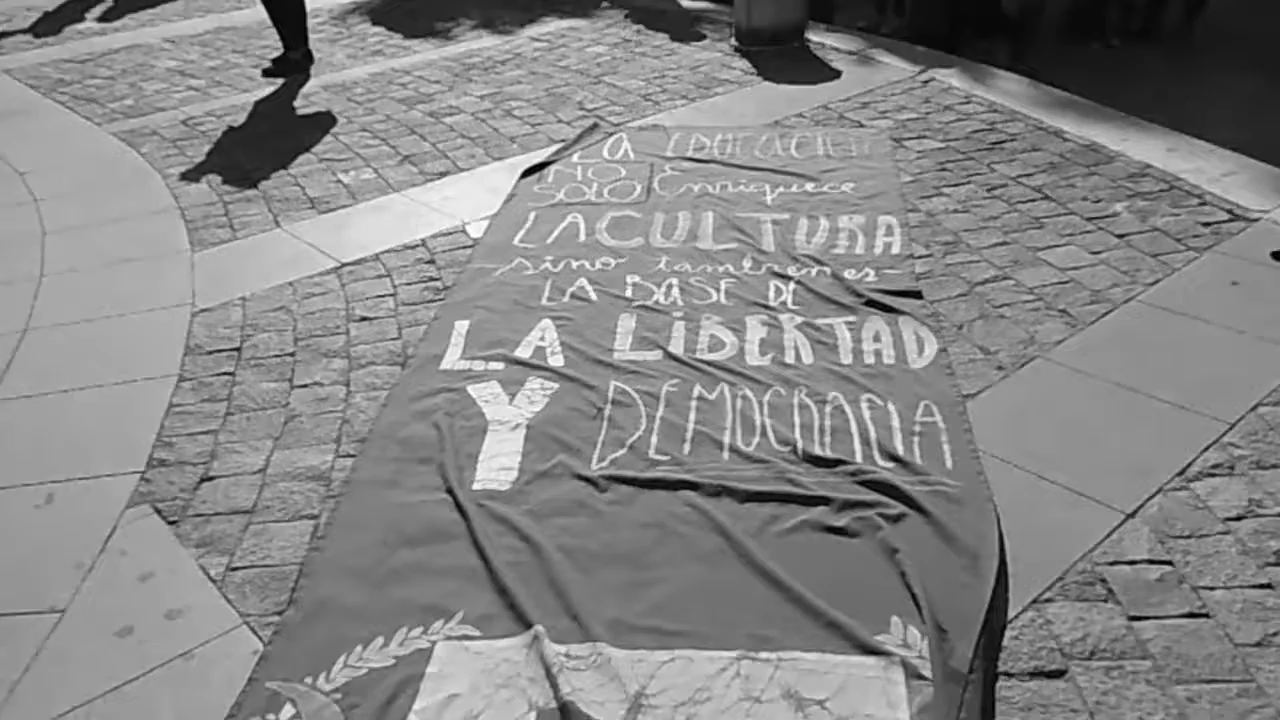 LA EDUCACION
NO
SOLO Enriquece
LA CULTURA
sino tambien es-
LA BASE DE
LA LiBERTAD
Y DEMOCRACIA